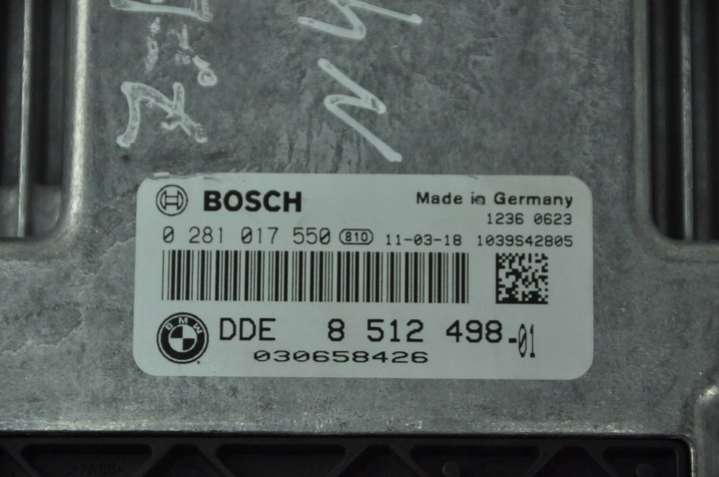 BOSCH Made in Germany
1236 0623
0 281 017 550 810 11-03-18 1039S42805
BMW DDE 8 512 498-01
030658426